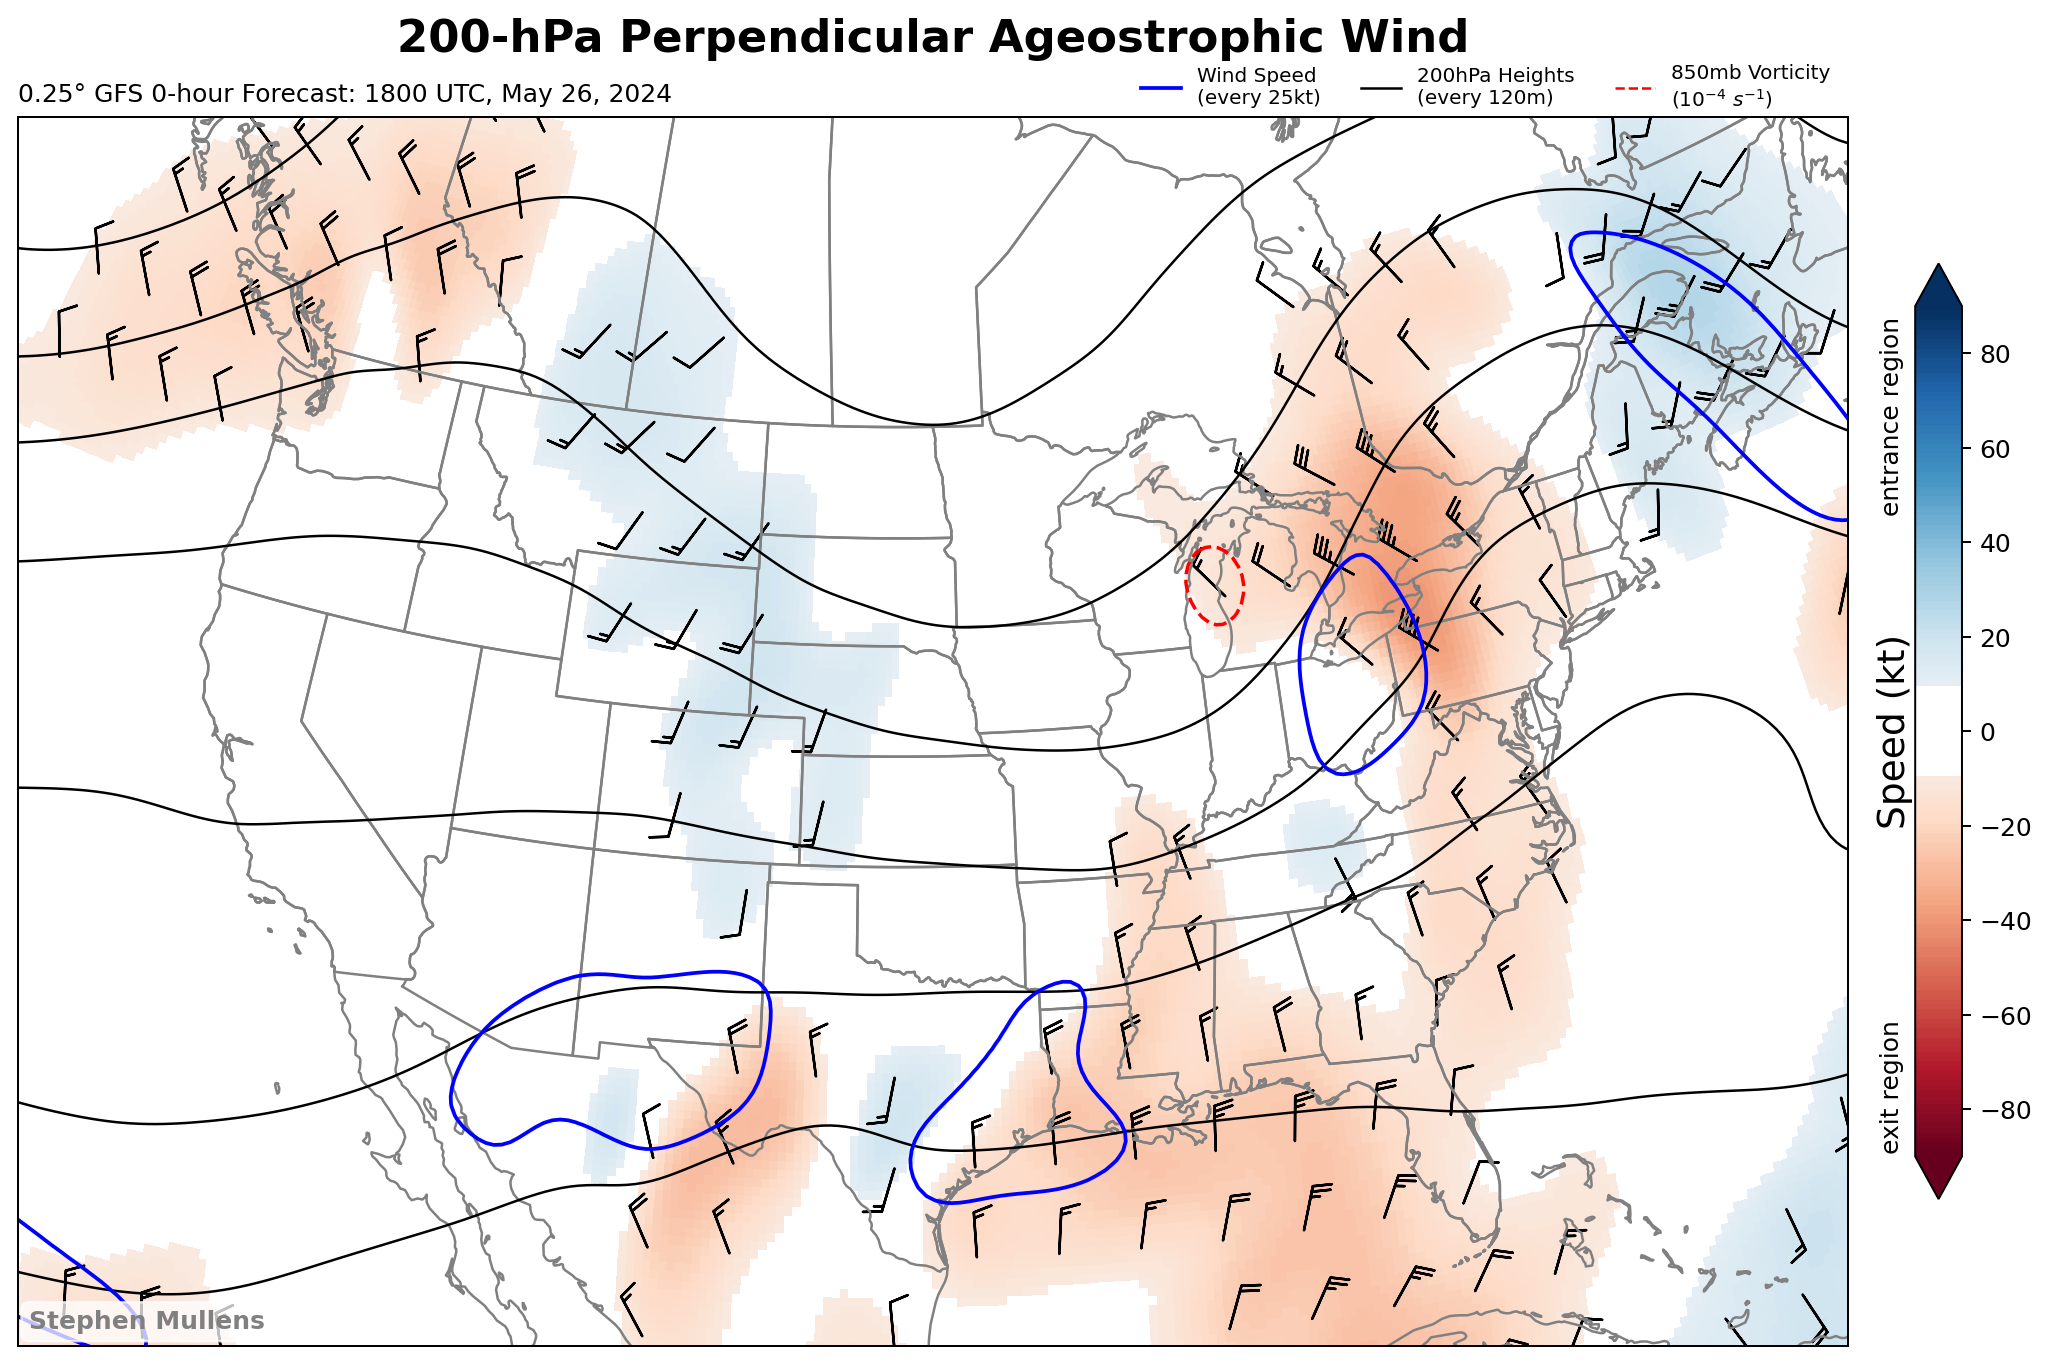 200-hPa Perpendicular Ageostrophic Wind
0.25° GFS 0-hour Forecast: 1800 UTC, May 26, 2024
Wind Speed
(every 25kt)
200hPa Heights
(every 120m)
850mb Vorticity
(10⁻⁴ s⁻¹)
entrance region
Speed (kt)
exit region
80
60
40
20
0
−20
−40
−60
−80
Stephen Mullens